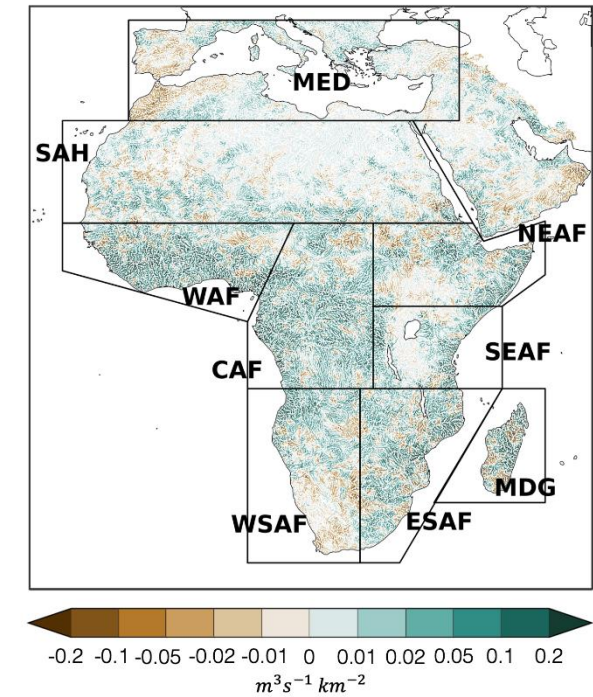 MED
SAH
NEAF
WAF
SEAF
CAF
MDG
WSAF
ESAF
-0.2 -0.1 -0.05 -0.02 -0.01 0 0.01 0.02 0.05 0.1 0.2
m³s⁻¹ km⁻²